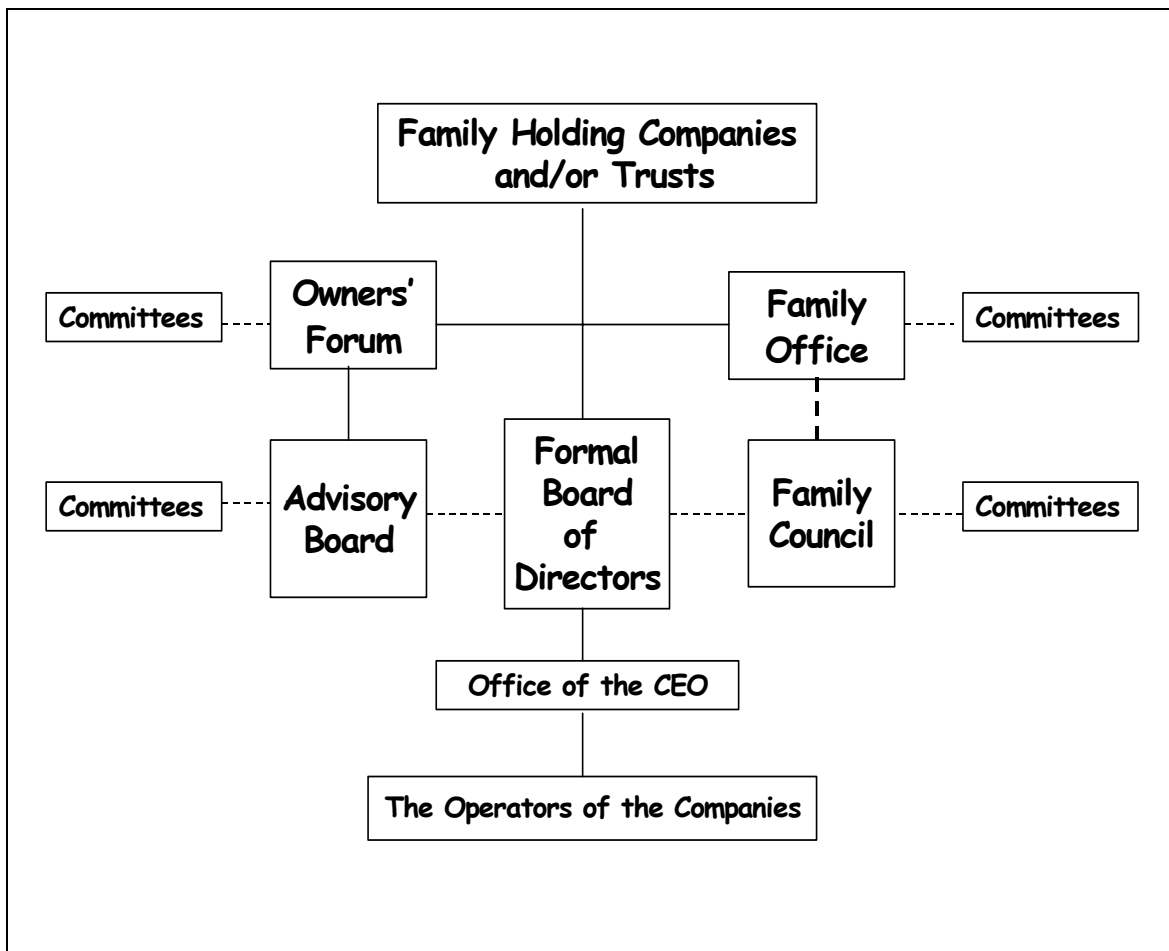 Family Holding Companies
and/or Trusts
Committees
Owners'
Forum
Family
Office
Committees
Committees
Advisory
Board
Formal
Board
of
Directors
Family
Council
Committees
Office of the CEO
The Operators of the Companies